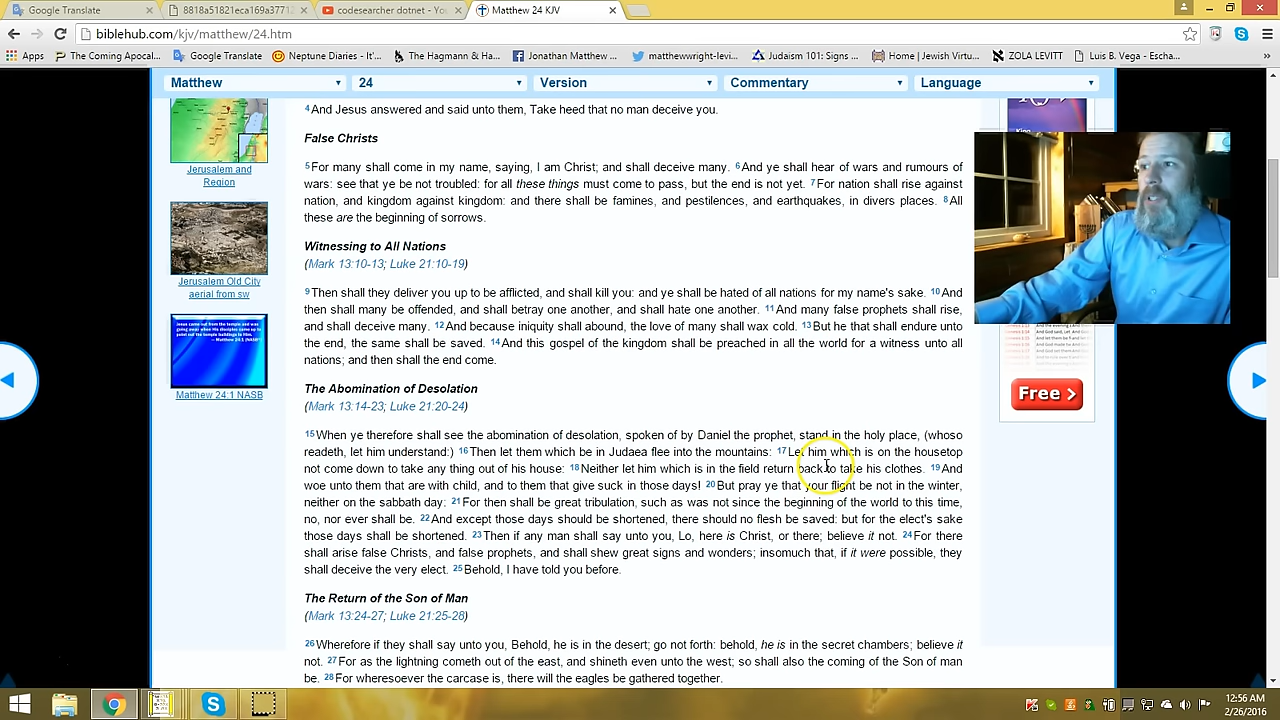 Google Translate
8818a51821eca169a3771
codesearcher dotnet - You
Matthew 24 KJV
biblehub.com/kjv/matthew/24.htm
Apps The Coming Apocal... Google Translate Neptune Diaries - It'... The Hagmann & Ha... Jonathan Matthew ... matthewwright-levi... Judaism 101: Signs ... Home | Jewish Virtu... ZOLA LEVITT Luis B. Vega - Escha... »
Matthew 24 Version Commentary Language
4 And Jesus answered and said unto them, Take heed that no man deceive you.
False Christs
5 For many shall come in my name, saying, I am Christ; and shall deceive many. 6 And ye shall hear of wars and rumours of
wars: see that ye be not troubled: for all these things must come to pass, but the end is not yet. 7 For nation shall rise against
nation, and kingdom against kingdom: and there shall be famines, and pestilences, and earthquakes, in divers places. 8 All
these are the beginning of sorrows.
Witnessing to All Nations
(Mark 13:10-13; Luke 21:10-19)
9 Then shall they deliver you up to be afflicted, and shall kill you: and ye shall be hated of all nations for my name's sake. 10 And
then shall many be offended, and shall betray one another, and shall hate one another. 11 And many false prophets shall rise,
and shall deceive many. 12 And because iniquity shall abound, the love of many shall wax cold. 13 But he that shall endure unto
the end, the same shall be saved. 14 And this gospel of the kingdom shall be preached in all the world for a witness unto all
nations; and then shall the end come.
The Abomination of Desolation
(Mark 13:14-23; Luke 21:20-24)
15 When ye therefore shall see the abomination of desolation, spoken of by Daniel the prophet, stand in the holy place, (whoso
readeth, let him understand:) 16 Then let them which be in Judaea flee into the mountains: 17 Let him which is on the housetop
not come down to take any thing out of his house: 18 Neither let him which is in the field return back to take his clothes. 19 And
woe unto them that are with child, and to them that give suck in those days! 20 But pray ye that your flight be not in the winter,
neither on the sabbath day: 21 For then shall be great tribulation, such as was not since the beginning of the world to this time,
no, nor ever shall be. 22 And except those days should be shortened, there should no flesh be saved: but for the elect's sake
those days shall be shortened. 23 Then if any man shall say unto you, Lo, here is Christ, or there; believe it not. 24 For there
shall arise false Christs, and false prophets, and shall shew great signs and wonders; insomuch that, if it were possible, they
shall deceive the very elect. 25 Behold, I have told you before.
The Return of the Son of Man
(Mark 13:24-27; Luke 21:25-28)
26 Wherefore if they shall say unto you, Behold, he is in the desert; go not forth: behold, he is in the secret chambers; believe it
not. 27 For as the lightning cometh out of the east, and shineth even unto the west; so shall also the coming of the Son of man
be. 28 For wheresoever the carcase is, there will the eagles be gathered together.
Jerusalem and
Region
Jerusalem Old City
aerial from sw
Matthew 24:1 NASB
King
Free >
12:56 AM
2/26/2016